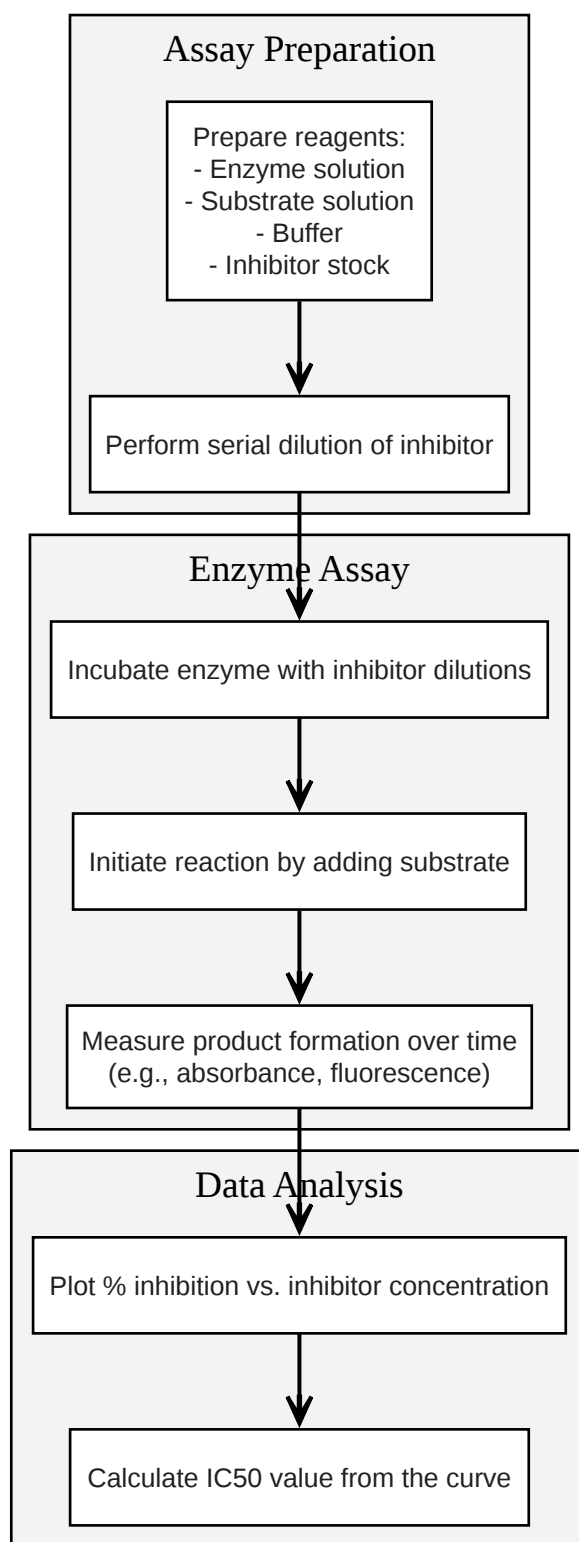 Assay Preparation
Prepare reagents:
- Enzyme solution
- Substrate solution
- Buffer
- Inhibitor stock
Perform serial dilution of inhibitor
Enzyme Assay
Incubate enzyme with inhibitor dilutions
Initiate reaction by adding substrate
Measure product formation over time
(e.g., absorbance, fluorescence)
Data Analysis
Plot % inhibition vs. inhibitor concentration
Calculate IC50 value from the curve